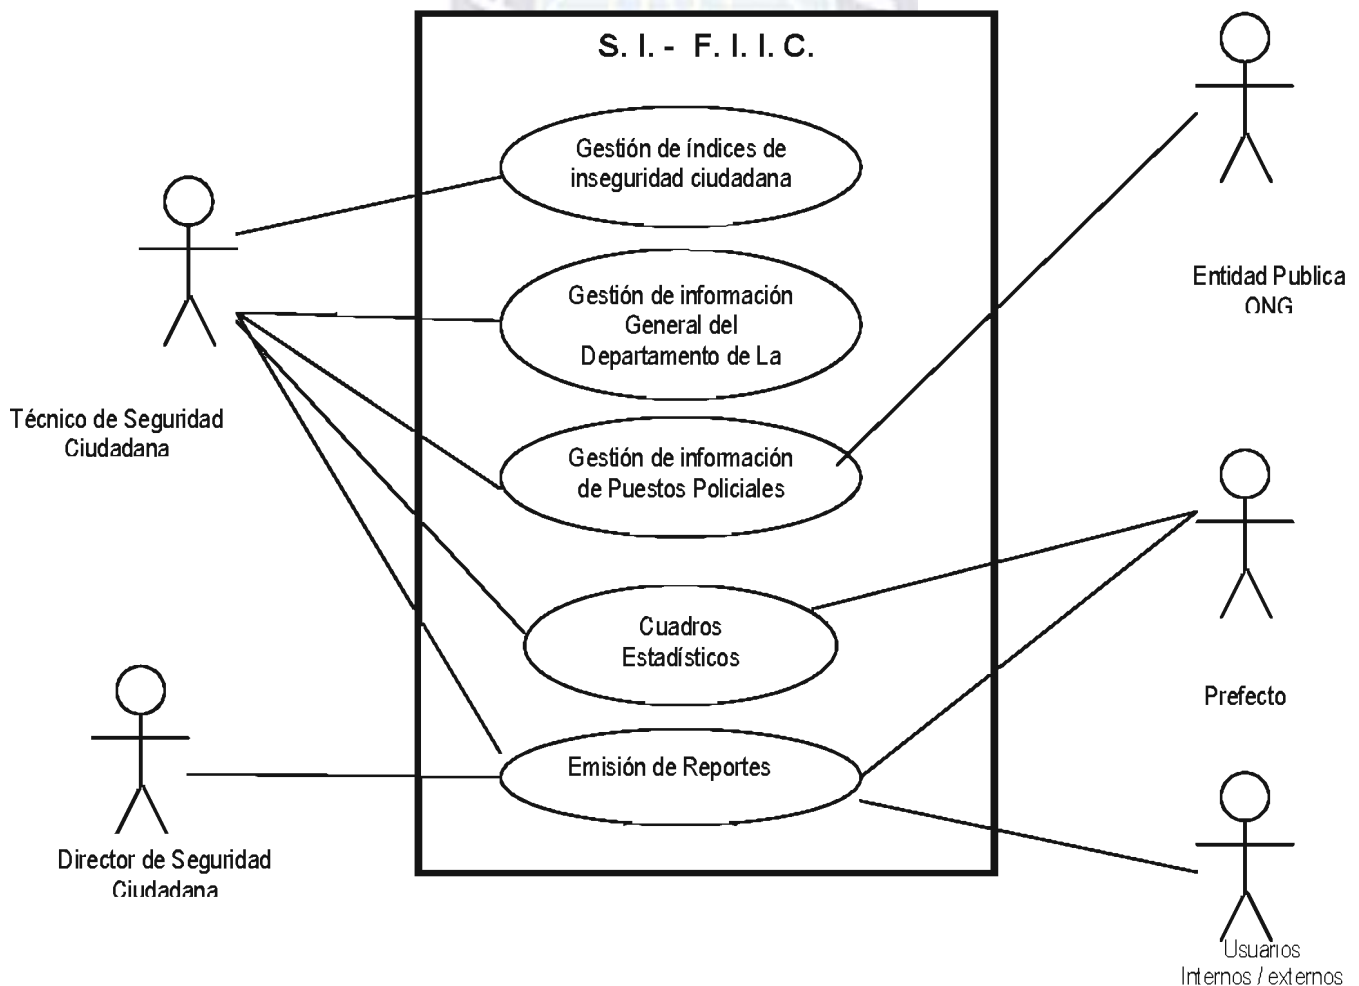 S. I. - F. I. I. C.
Gestión de índices de
inseguridad ciudadana
Gestión de información
General del
Departamento de La
Gestión de información
de Puestos Policiales
Cuadros
Estadísticos
Emisión de Reportes
Técnico de Seguridad
Ciudadana
Director de Seguridad
Ciudadana
Entidad Publica
ONG
Prefecto
Usuarios
Internos / externos